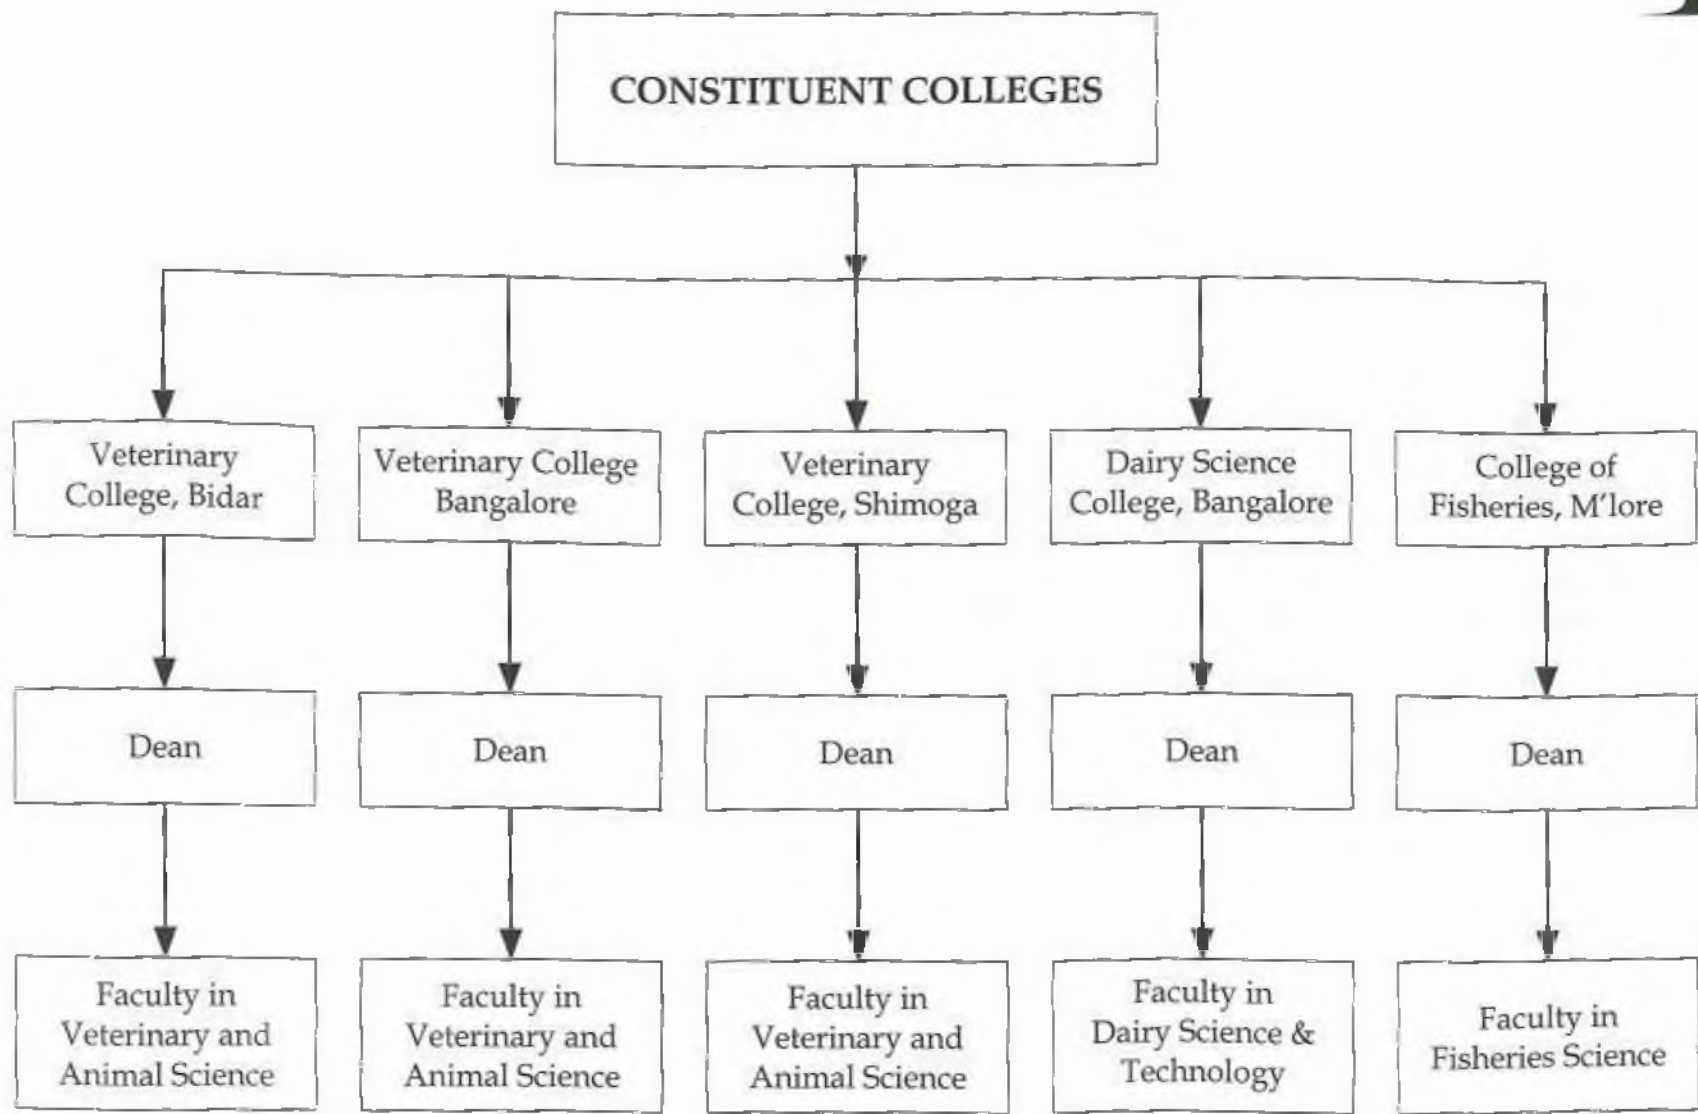 CONSTITUENT COLLEGES
Veterinary
College, Bidar
Veterinary College
Bangalore
Veterinary
College, Shimoga
Dairy Science
College, Bangalore
College of
Fisheries, M'lore
Dean
Dean
Dean
Dean
Dean
Faculty in
Veterinary and
Animal Science
Faculty in
Veterinary and
Animal Science
Faculty in
Veterinary and
Animal Science
Faculty in
Dairy Science &
Technology
Faculty in
Fisheries Science